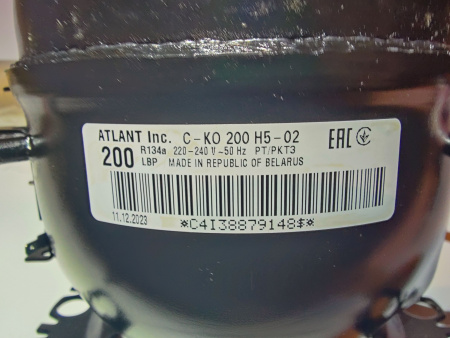 ATLANT Inc. C-KO 200 H5-02
200 R134a 220-240 V ~50 Hz PT/PKT3
LBP MADE IN REPUBLIC OF BELARUS
EAC
11.12.2023
*C4I38879148$*